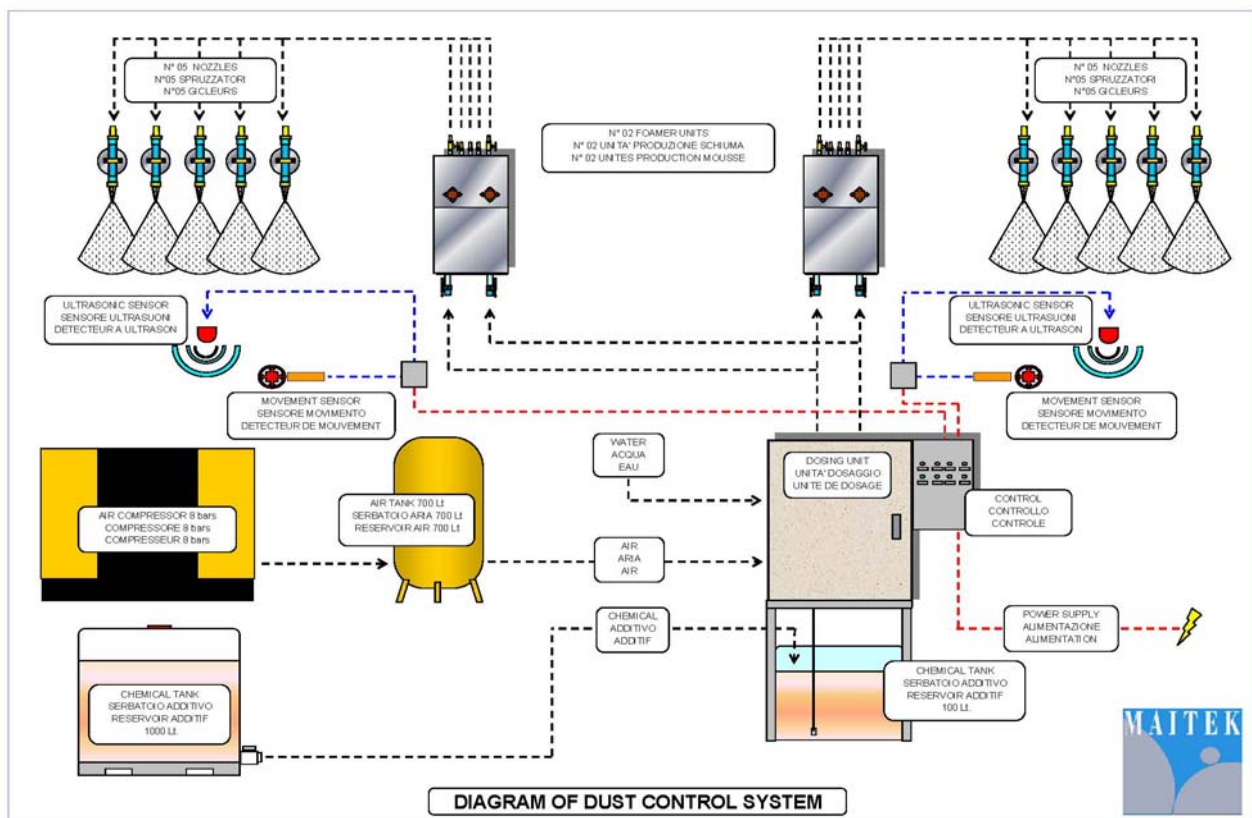 N° 05 NOZZLES
N°05 SPRUZZATORI
N°05 GICLEURS
N° 02 FOAMER UNITS
N° 02 UNITA' PRODUZIONE SCHIUMA
N° 02 UNITES PRODUCTION MOUSSE
N° 05 NOZZLES
N°05 SPRUZZATORI
N°05 GICLEURS
ULTRASONIC SENSOR
SENSORE ULTRASUONI
DETECTEUR A ULTRASON
ULTRASONIC SENSOR
SENSORE ULTRASUONI
DETECTEUR A ULTRASON
MOVEMENT SENSOR
SENSORE MOVIMENTO
DETECTEUR DE MOUVEMENT
MOVEMENT SENSOR
SENSORE MOVIMENTO
DETECTEUR DE MOUVEMENT
AIR COMPRESSOR 8 bars
COMPRESSORE 8 bars
COMPRESSEUR 8 bars
AIR TANK 700 Lt
SERBATOIO ARIA 700 Lt
RESERVOIR AIR 700 Lt
WATER
ACQUA
EAU
DOSING UNIT
UNITA' DOSAGGIO
UNITE DE DOSAGE
CONTROL
CONTROLLO
CONTROLE
AIR
ARIA
AIR
CHEMICAL
ADDITIVO
ADDITIF
POWER SUPPLY
ALIMENTAZIONE
ALIMENTATION
CHEMICAL TANK
SERBATOIO ADDITIVO
RESERVOIR ADDITIF
1000 Lt.
CHEMICAL TANK
SERBATOIO ADDITIVO
RESERVOIR ADDITIF
100 Lt.
MAITEK
DIAGRAM OF DUST CONTROL SYSTEM